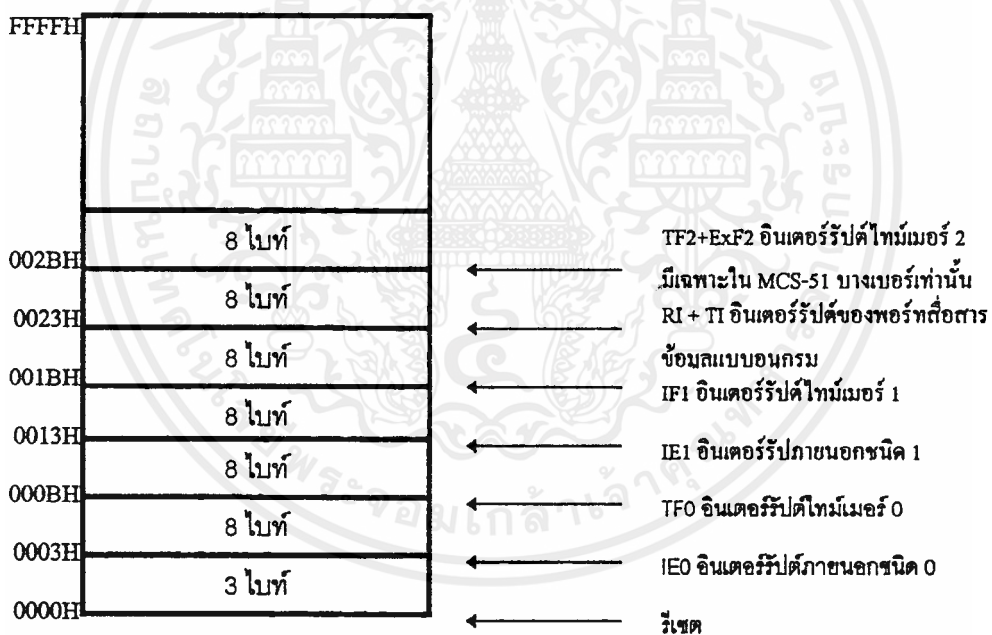 FFFFH
8 ไบท์
TF2+ExF2 อินเตอร์รัปต์ไทม์เมอร์ 2
002BH
มีเฉพาะใน MCS-51 บางเบอร์เท่านั้น
8 ไบท์
0023H
RI + TI อินเตอร์รัปต์ของพอร์ทสื่อสาร
8 ไบท์
ข้อมูลแบบอนุกรม
001BH
IF1 อินเตอร์รัปต์ไทม์เมอร์ 1
8 ไบท์
0013H
IE1 อินเตอร์รัปภายนอกชนิด 1
8 ไบท์
000BH
TF0 อินเตอร์รัปต์ไทม์เมอร์ 0
8 ไบท์
0003H
IE0 อินเตอร์รัปต์ภายนอกชนิด 0
3 ไบท์
0000H
รีเซต